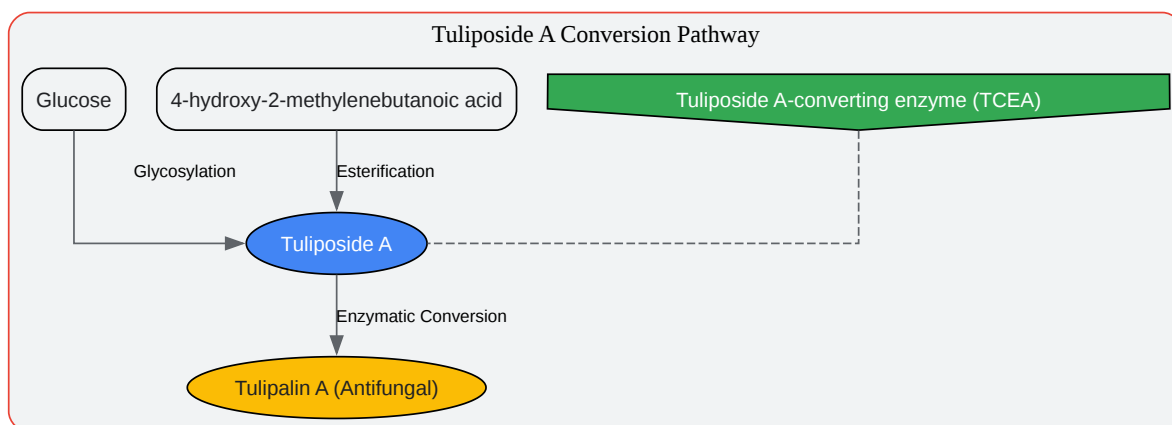 Tuliposide A Conversion Pathway
Glucose
4-hydroxy-2-methylenebutanoic acid
Tuliposide A-converting enzyme (TCEA)
Glycosylation
Esterification
Tuliposide A
Enzymatic Conversion
Tulipalin A (Antifungal)